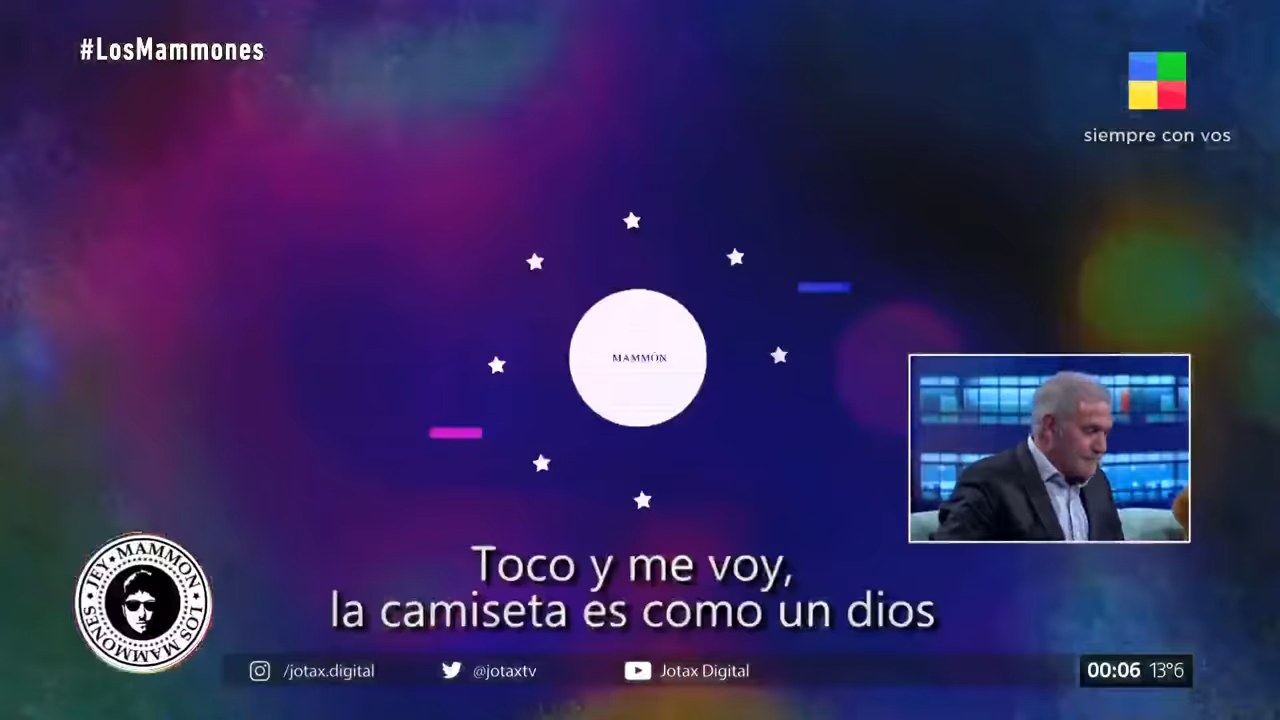 #LosMammones
siempre con vos
MAMMÓN
JEY • MAMMON • LOS MAMMONES
Toco y me voy,
la camiseta es como un dios
/jotax.digital
@jotaxtv
Jotax Digital
00:06 13°6